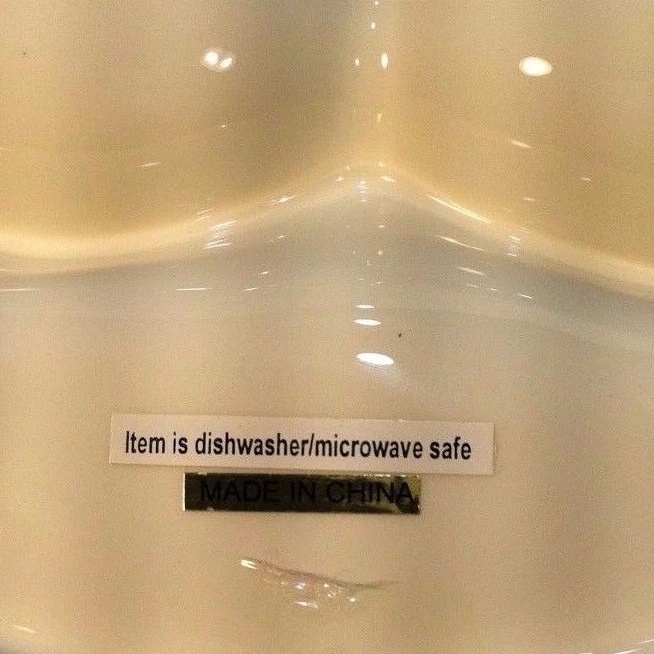 Item is dishwasher/microwave safe
MADE IN CHINA